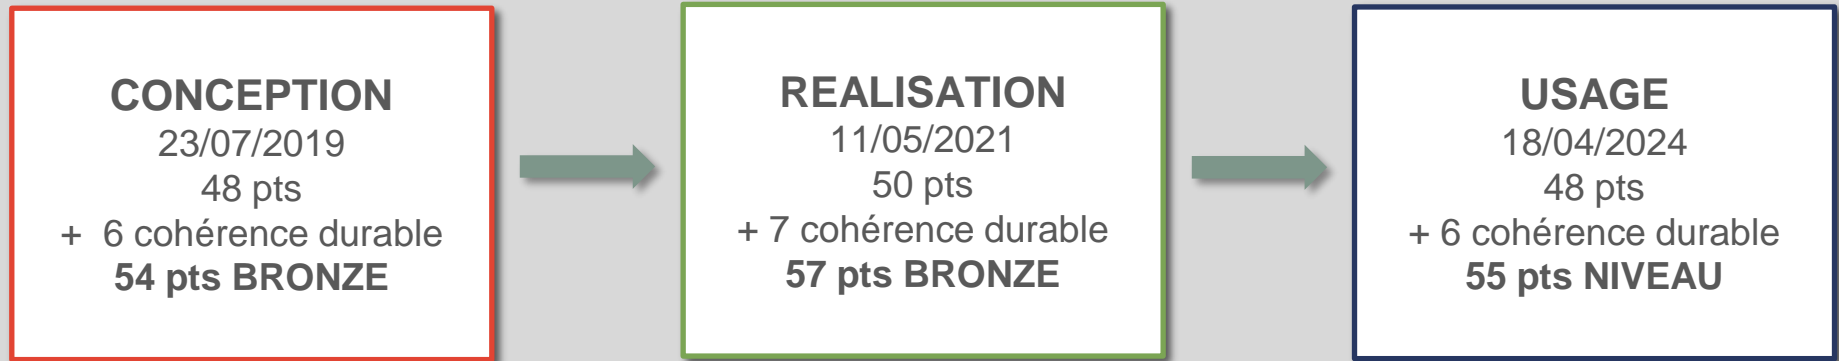 CONCEPTION
23/07/2019
48 pts
+ 6 cohérence durable
54 pts BRONZE
REALISATION
11/05/2021
50 pts
+ 7 cohérence durable
57 pts BRONZE
USAGE
18/04/2024
48 pts
+ 6 cohérence durable
55 pts NIVEAU